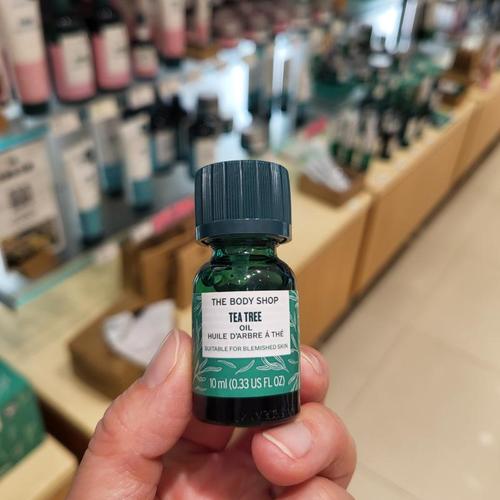 THE BODY SHOP
TEA TREE
OIL
HUILE D'ARBRE À THÉ
SUITABLE FOR BLEMISHED SKIN
10 ml (0.33 US FL OZ)